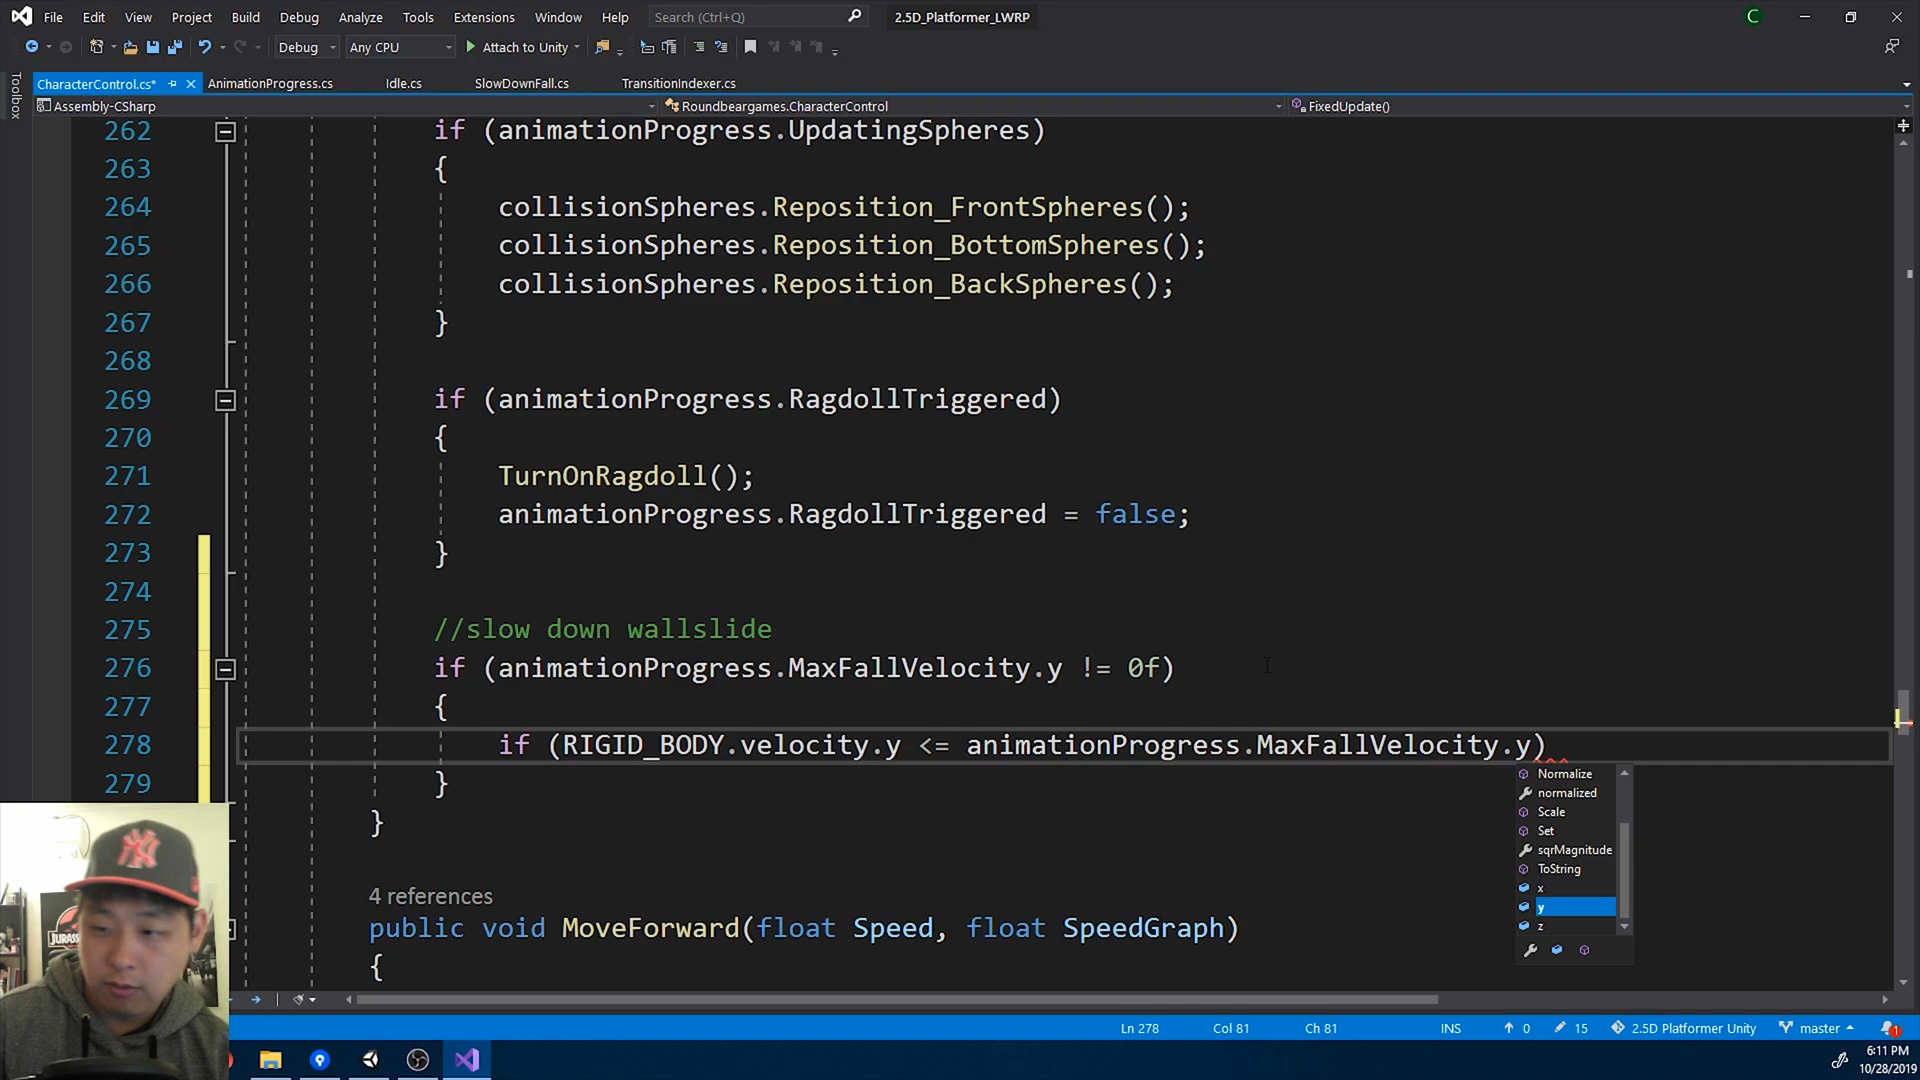 File Edit View Project Build Debug Analyze Tools Extensions Window Help Search (Ctrl+Q) 2.5D_Platformer_LWRP C
Debug Any CPU Attach to Unity
CharacterControl.cs* AnimationProgress.cs Idle.cs SlowDownFall.cs TransitionIndexer.cs
Toolbox
Assembly-CSharp Roundbeargames.CharacterControl FixedUpdate()
262 if (animationProgress.UpdatingSpheres)
263 {
264 collisionSpheres.Reposition_FrontSpheres();
265 collisionSpheres.Reposition_BottomSpheres();
266 collisionSpheres.Reposition_BackSpheres();
267 }
268
269 if (animationProgress.RagdollTriggered)
270 {
271 TurnOnRagdoll();
272 animationProgress.RagdollTriggered = false;
273 }
274
275 //slow down wallslide
276 if (animationProgress.MaxFallVelocity.y != 0f)
277 {
278 if (RIGID_BODY.velocity.y <= animationProgress.MaxFallVelocity.y)
Normalize
279 }
normalized
Scale
}
Set
sqrMagnitude
ToString
x
y
z
4 references
public void MoveForward(float Speed, float SpeedGraph)
{
Ln 278 Col 81 Ch 81 INS 0 15 2.5D Platformer Unity master 1
6:11 PM
10/28/2019